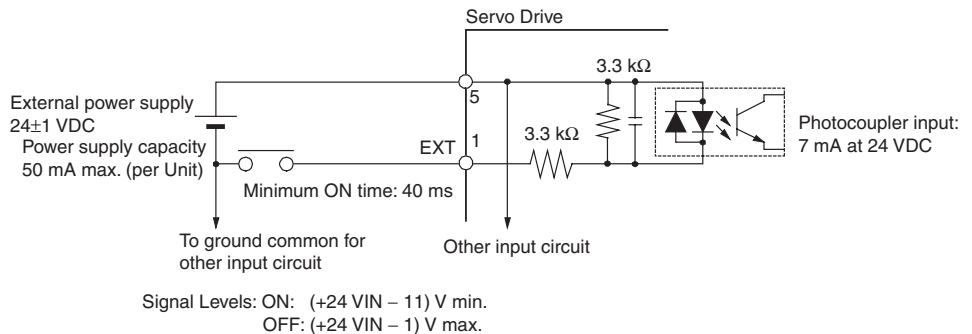 Servo Drive
3.3 kΩ
External power supply
24±1 VDC
Power supply capacity
50 mA max. (per Unit)
5
EXT
1
3.3 kΩ
Photocoupler input:
7 mA at 24 VDC
Minimum ON time: 40 ms
To ground common for
other input circuit
Other input circuit
Signal Levels: ON: (+24 VIN – 11) V min.
OFF: (+24 VIN – 1) V max.